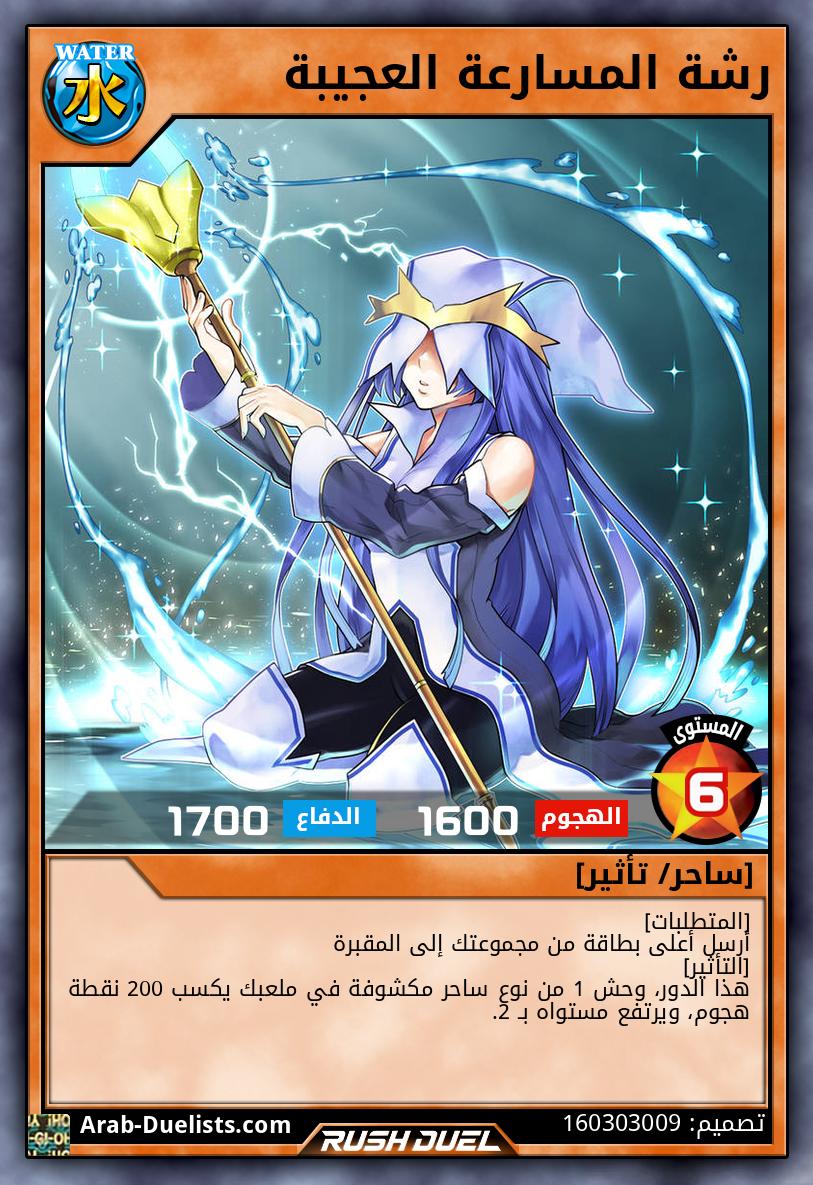 رشة المسارعة العجيبة
WATER
水
المستوى
6
الهجوم 1600 الدفاع 1700
[ساحر/ تأثير]
[المتطلبات]
أرسل أعلى بطاقة من مجموعتك إلى المقبرة
[التأثير]
هذا الدور، وحش 1 من نوع ساحر مكشوفة في ملعبك يكسب 200 نقطة
هجوم، ويرتفع مستواه بـ 2.
تصميم: 160303009
Arab-Duelists.com
RUSH DUEL